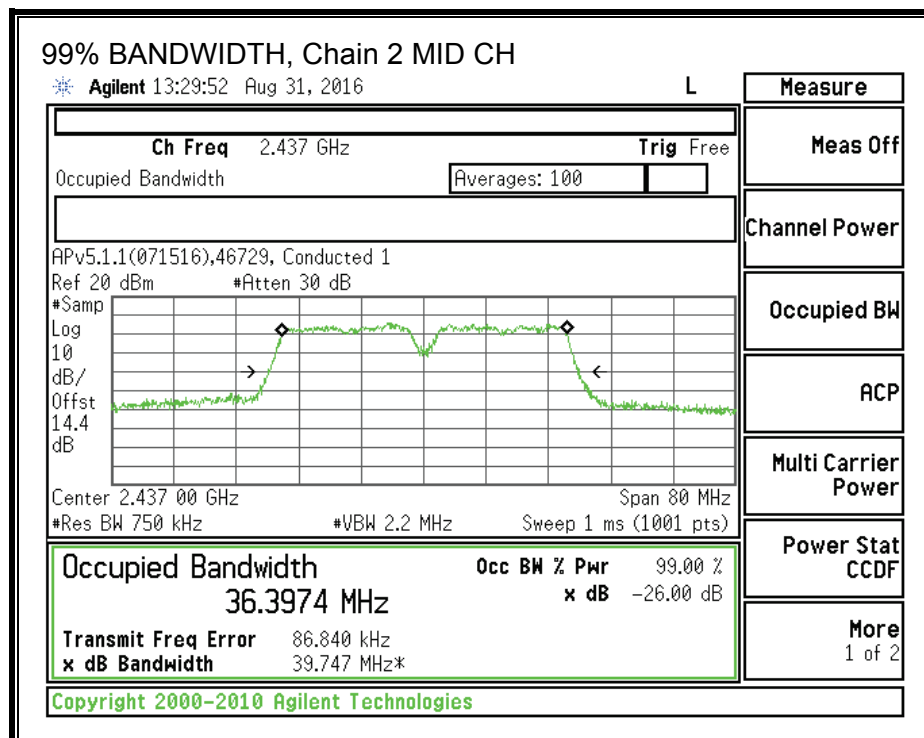 99% BANDWIDTH, Chain 2 MID CH
Agilent 13:29:52 Aug 31, 2016 L
Measure
Ch Freq 2.437 GHz Trig Free
Meas Off
Occupied Bandwidth Averages: 100
Channel Power
APv5.1.1(071516),46729, Conducted 1
Ref 20 dBm #Atten 30 dB
#Samp
Log
10
dB/
Offst
14.4
dB
Occupied BW
ACP
Multi Carrier
Power
Center 2.437 00 GHz Span 80 MHz
#Res BW 750 kHz #VBW 2.2 MHz Sweep 1 ms (1001 pts)
Power Stat
CCDF
Occupied Bandwidth Occ BW % Pwr 99.00 %
36.3974 MHz x dB -26.00 dB
Transmit Freq Error 86.840 kHz
x dB Bandwidth 39.747 MHz*
More
1 of 2
Copyright 2000-2010 Agilent Technologies